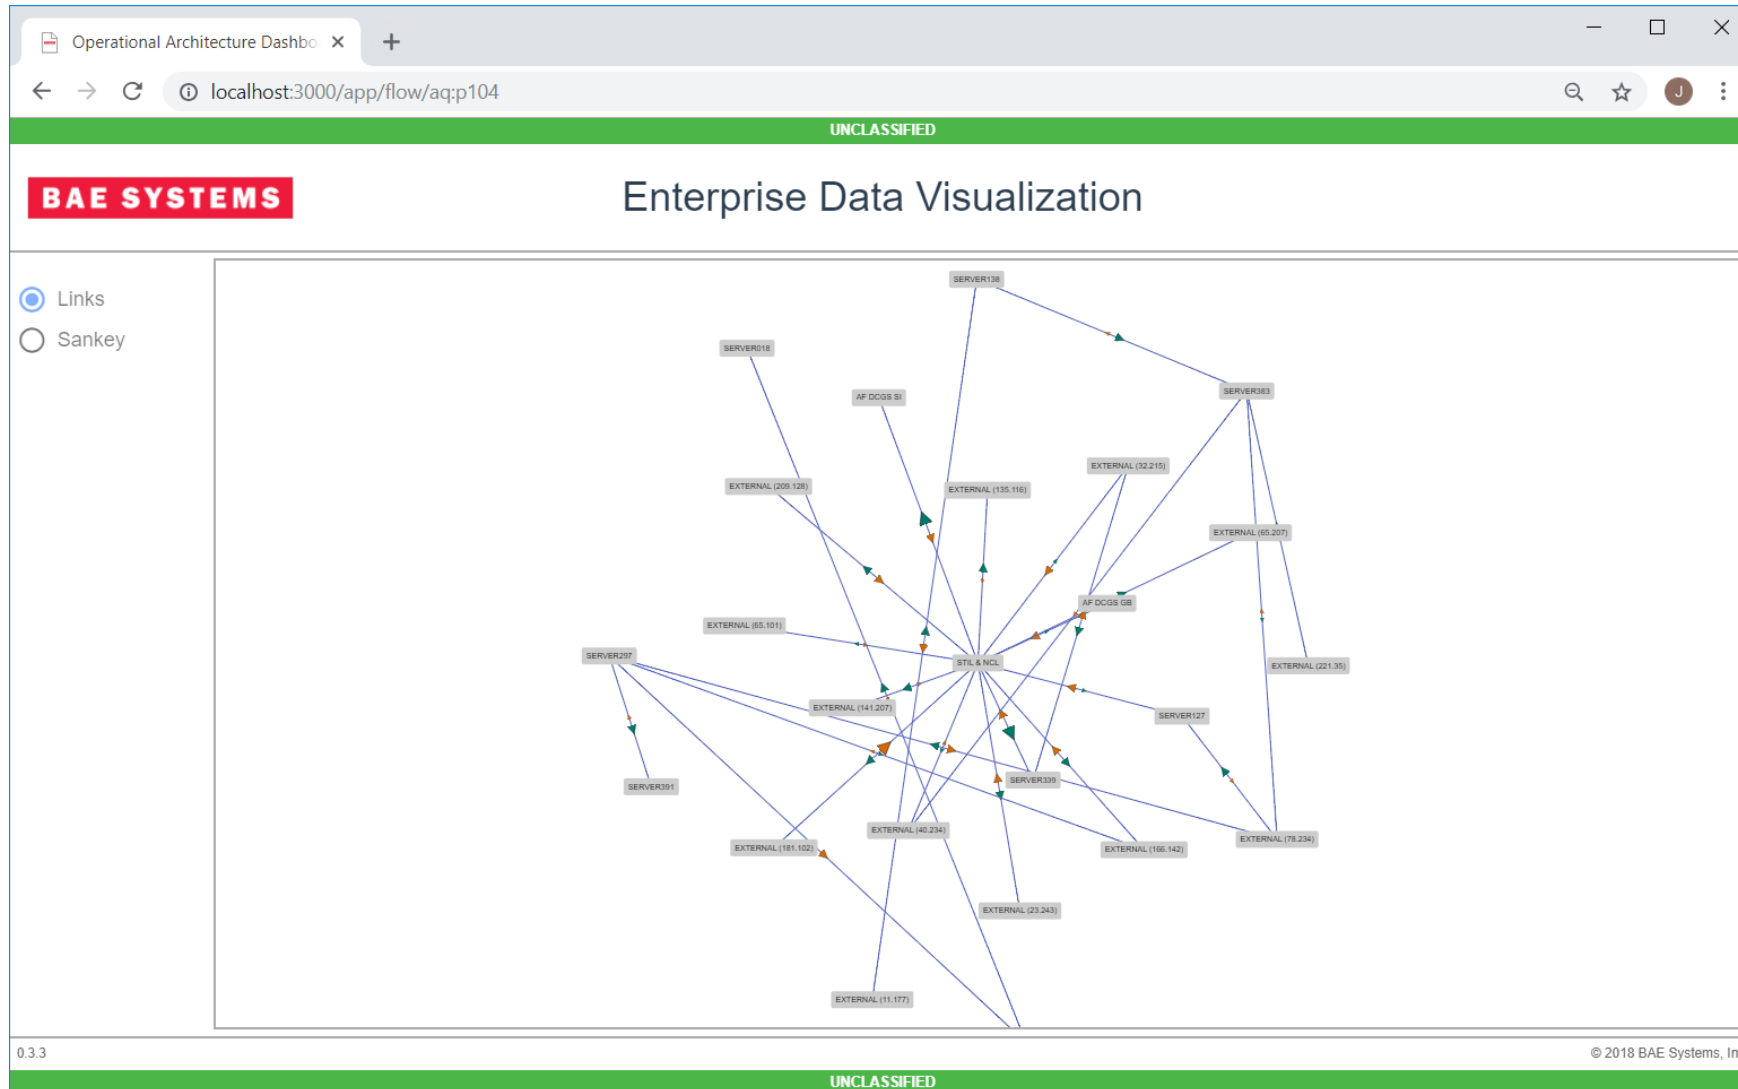 Operational Architecture Dashbo
localhost:3000/app/flow/aq:p104
J
UNCLASSIFIED
BAE SYSTEMS
Enterprise Data Visualization
Links
Sankey
SERVER138
SERVER018
SERVER383
AF DCGS SI
EXTERNAL (32.215)
EXTERNAL (209.128)
EXTERNAL (135.116)
EXTERNAL (65.207)
AF DCGS GB
EXTERNAL (65.101)
SERVER297
STIL & NCL
EXTERNAL (221.35)
EXTERNAL (141.207)
SERVER127
SERVER339
SERVER391
EXTERNAL (40.234)
EXTERNAL (78.234)
EXTERNAL (181.102)
EXTERNAL (166.142)
EXTERNAL (23.243)
EXTERNAL (11.177)
0.3.3
© 2018 BAE Systems, In
UNCLASSIFIED